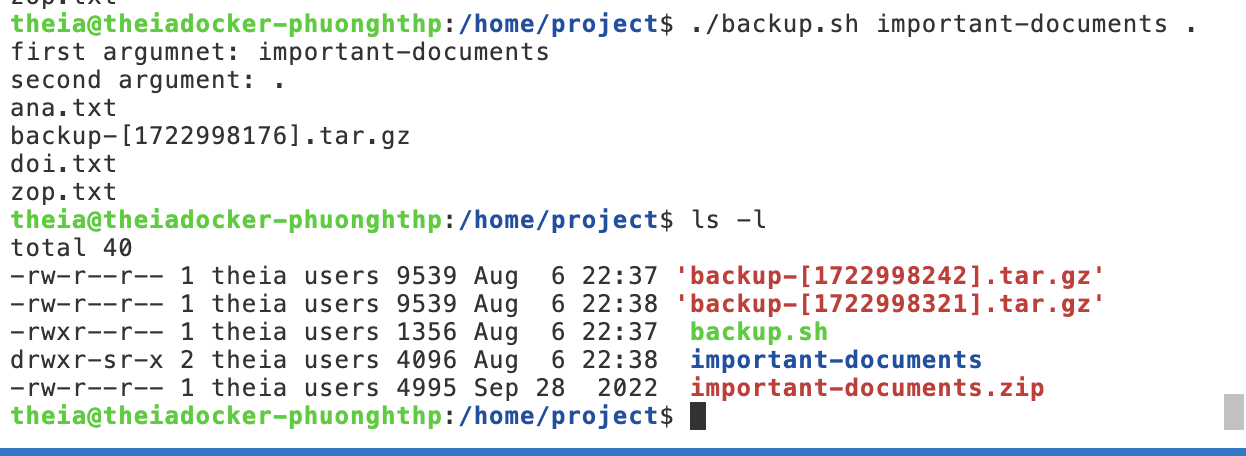 zop.txt
theia@theiadocker-phuonghthp:/home/project$ ./backup.sh important-documents .
first argumnet: important-documents
second argument: .
ana.txt
backup-[1722998176].tar.gz
doi.txt
zop.txt
theia@theiadocker-phuonghthp:/home/project$ ls -l
total 40
-rw-r--r-- 1 theia users 9539 Aug  6 22:37 'backup-[1722998242].tar.gz'
-rw-r--r-- 1 theia users 9539 Aug  6 22:38 'backup-[1722998321].tar.gz'
-rwxr--r-- 1 theia users 1356 Aug  6 22:37  backup.sh
drwxr-sr-x 2 theia users 4096 Aug  6 22:38  important-documents
-rw-r--r-- 1 theia users 4995 Sep 28  2022  important-documents.zip
theia@theiadocker-phuonghthp:/home/project$